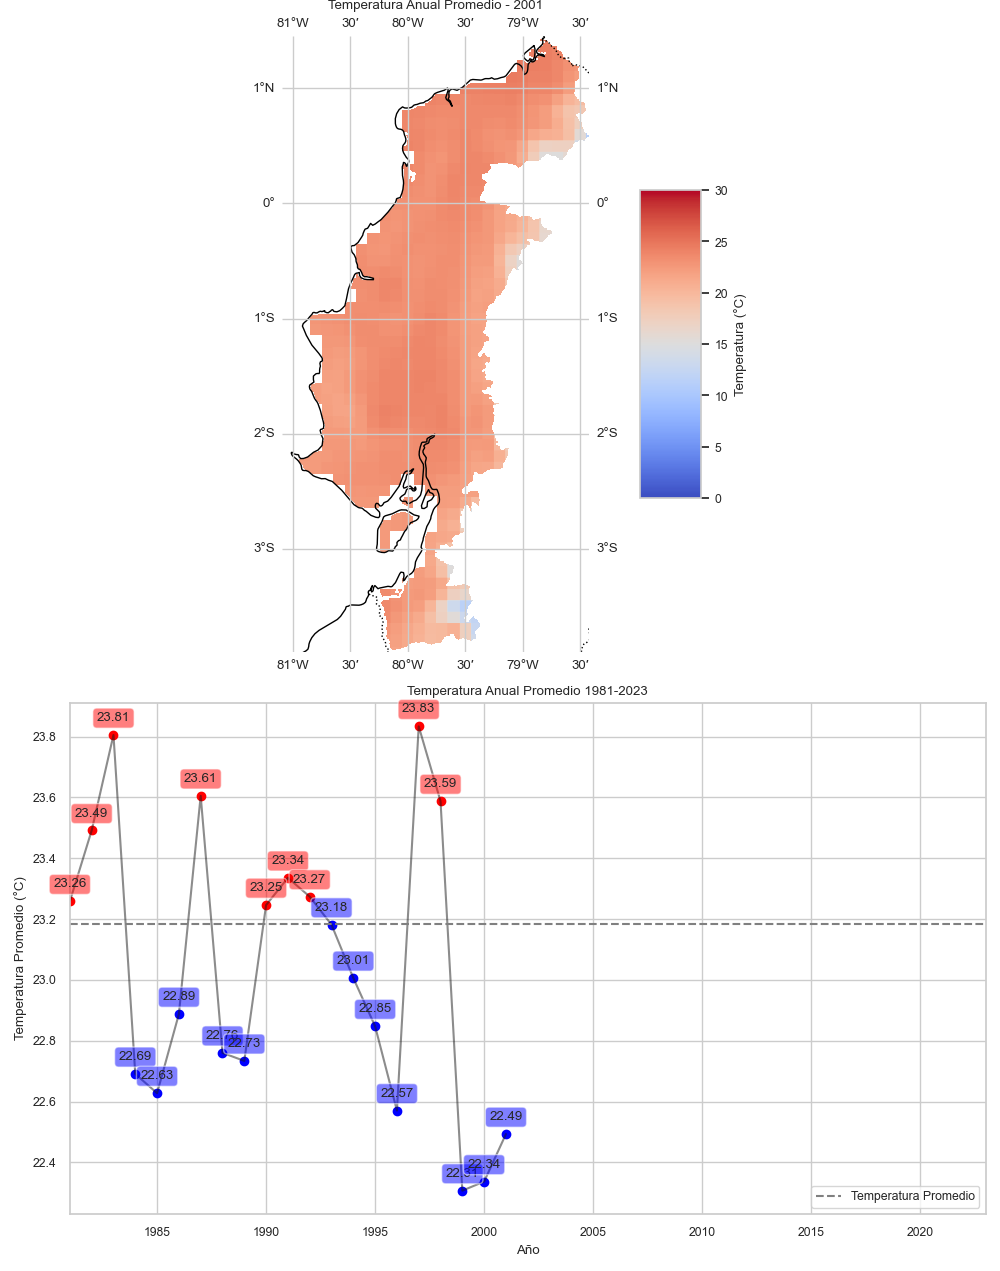 Temperatura Anual Promedio - 2001
81°W 30′ 80°W 30′ 79°W 30′
1°N 1°N
0° 0°
1°S 1°S
2°S 2°S
3°S 3°S
81°W 30′ 80°W 30′ 79°W 30′
30
25
20
15
10
5
0
Temperatura (°C)
Temperatura Anual Promedio 1981-2023
Temperatura Promedio (°C)
23.8
23.6
23.4
23.2
23.0
22.8
22.6
22.4
23.26
23.49
23.81
22.69
22.63
22.89
23.61
22.76
22.73
23.25
23.34
23.27
23.18
23.01
22.85
22.57
23.83
23.59
22.31
22.34
22.49
Temperatura Promedio
1985 1990 1995 2000 2005 2010 2015 2020
Año